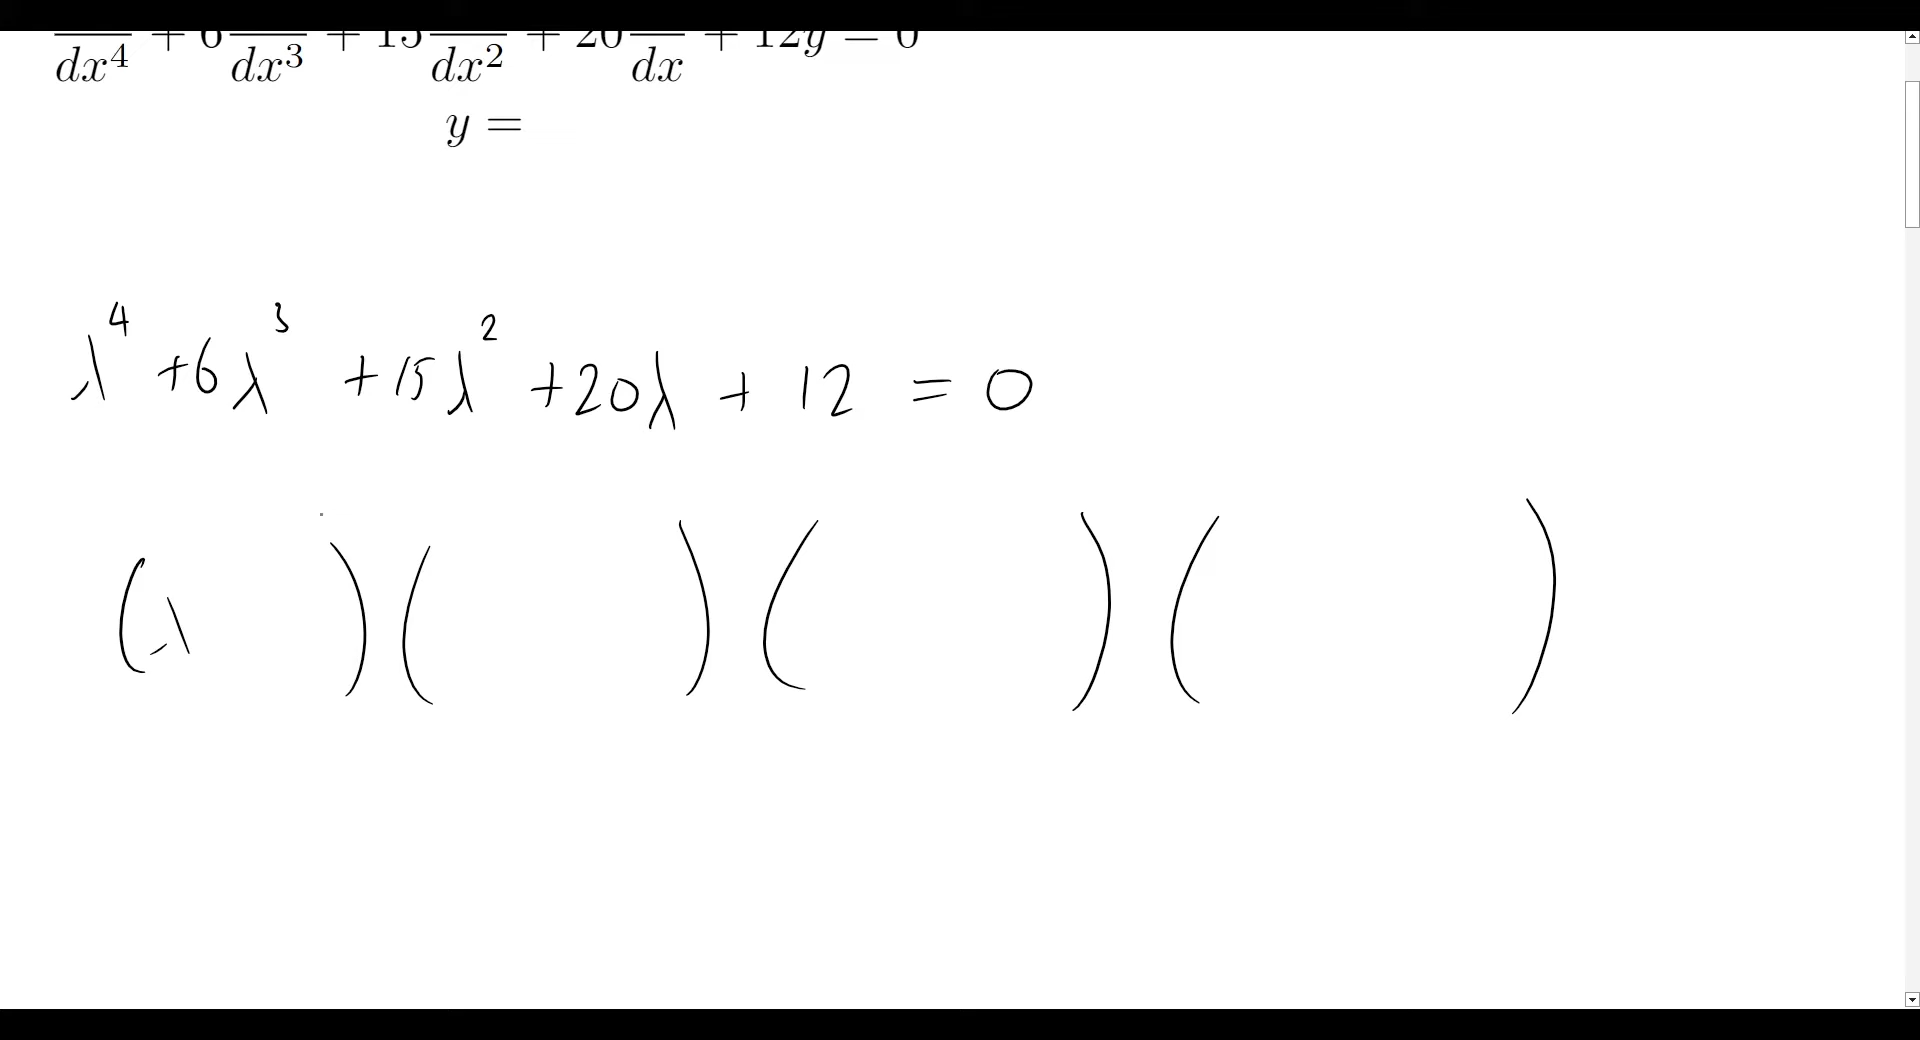 dx⁴ + 6 dx³ + 15 dx² + 20 dx + 12y = 0
y =
λ⁴ +6λ³ +15λ² +20λ + 12 = 0
(λ )( )( )( )